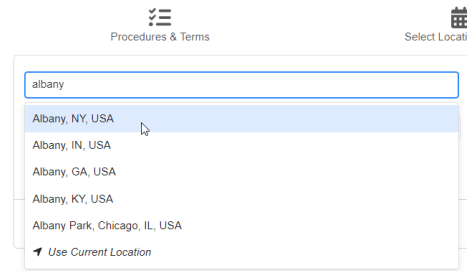 Procedures & Terms
Select Locati
albany
Albany, NY, USA
Albany, IN, USA
Albany, GA, USA
Albany, KY, USA
Albany Park, Chicago, IL, USA
Use Current Location